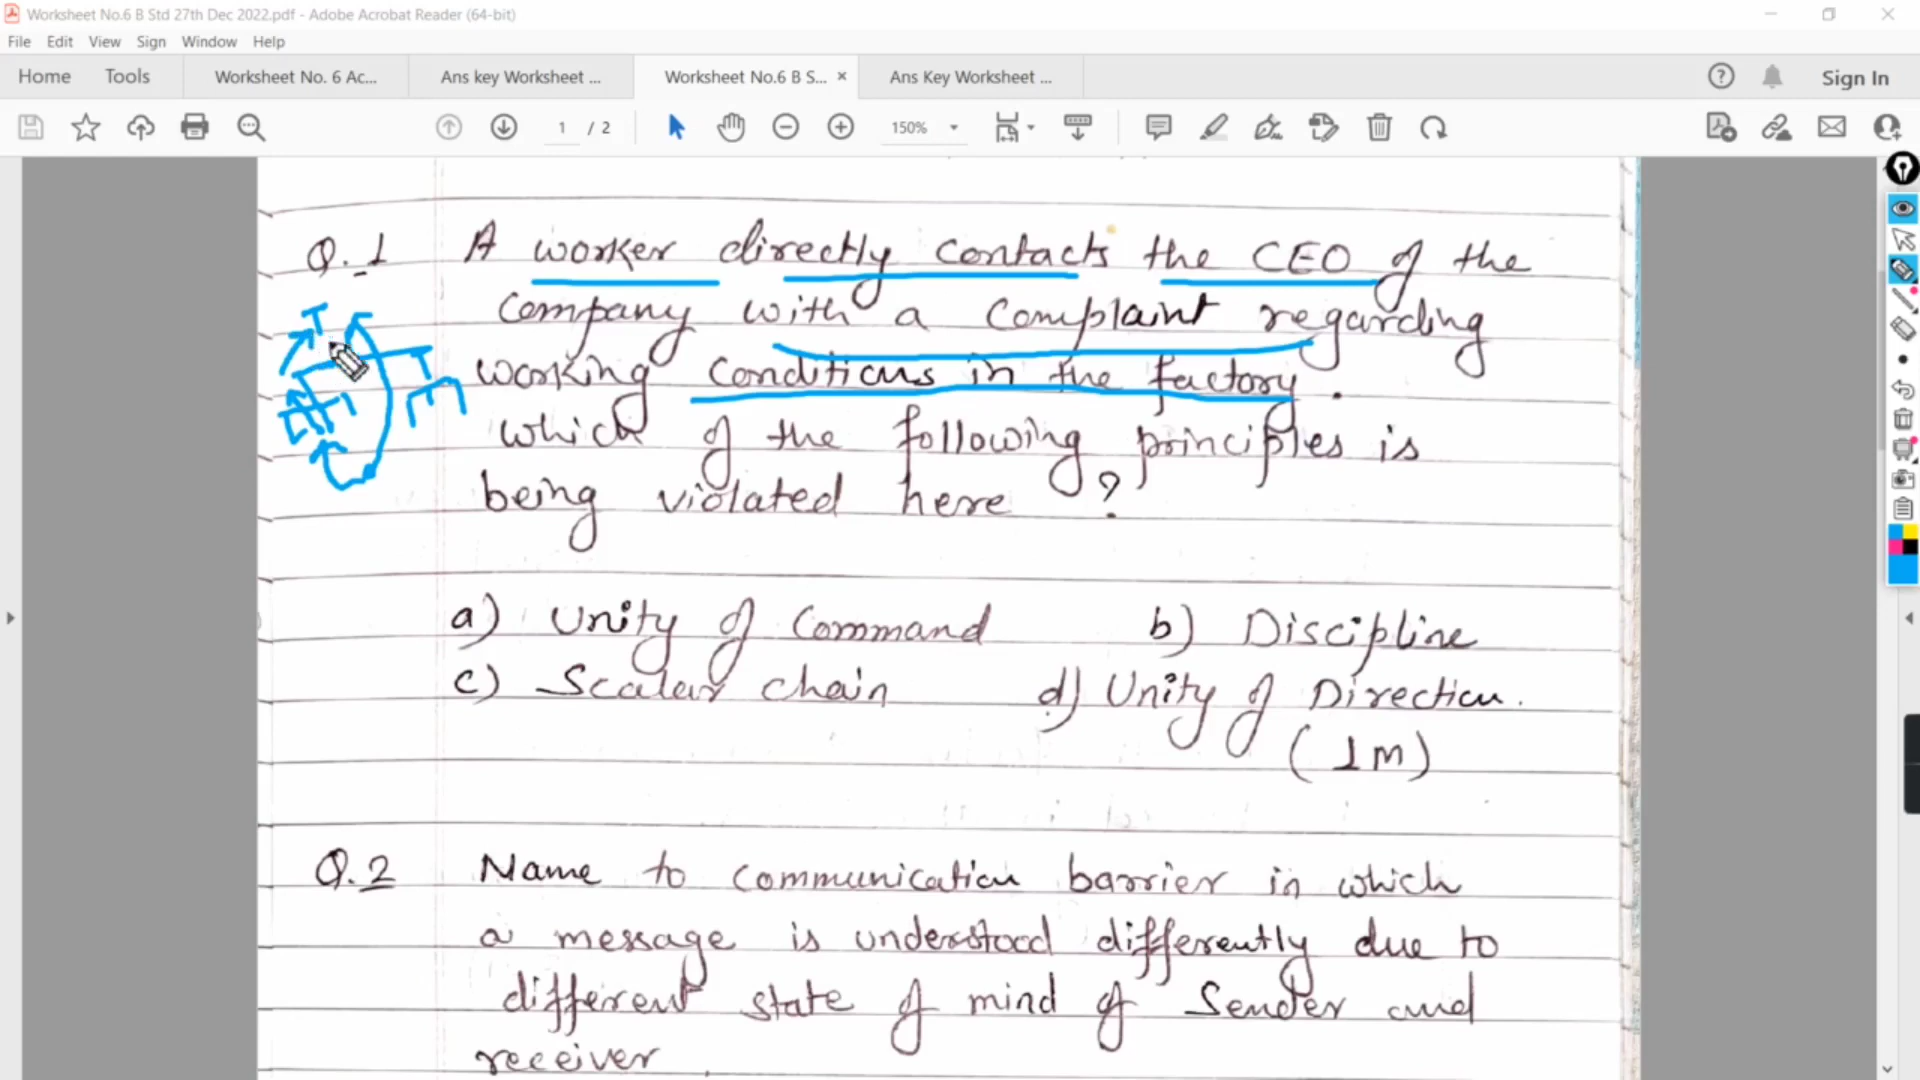 Worksheet No.6 B Std 27th Dec 2022.pdf - Adobe Acrobat Reader (64-bit)
File Edit View Sign Window Help
Home Tools Worksheet No. 6 Ac... Ans key Worksheet ... Worksheet No.6 B S... × Ans Key Worksheet ... Sign In
1 / 2 150%
Q.1 A worker directly contacts the CEO of the
company with a complaint regarding
working conditions in the factory.
which of the following principles is
being violated here ?
a) Unity of Command b) Discipline
c) Scalar chain d) Unity of Direction.
(1M)
Q.2 Name to communication barrier in which
a message is understood differently due to
different state of mind of Sender and
receiver.